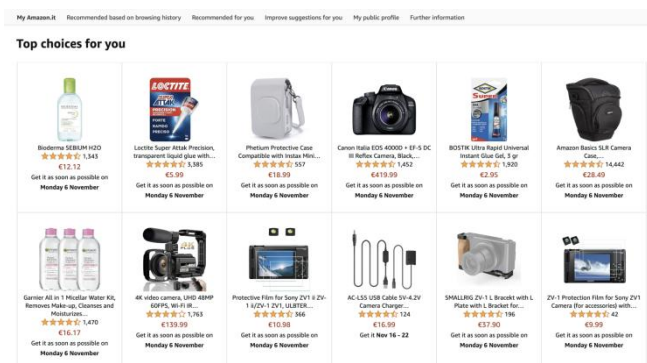 My Amazon.it Recommended based on browsing history Recommended for you Improve suggestions for you My public profile Further information
Top choices for you
LOCTITE
SUPER
ATTAK
PRECISION
FORTE
RAPIDO
PRECISO
Canon
BOSTIK
Bioderma SEBIUM H2O
1,343
€12.12
Get it as soon as possible on
Monday 6 November
Loctite Super Attak Precision,
transparent liquid glue with...
3,385
€5.99
Get it as soon as possible on
Monday 6 November
Phetium Protective Case
Compatible with Instax Mini...
557
€18.99
Get it as soon as possible on
Monday 6 November
Canon Italia EOS 4000D + EF-S DC
III Reflex Camera, Black,...
1,452
€419.99
Get it as soon as possible on
Monday 6 November
BOSTIK Ultra Rapid Universal
Instant Glue Gel, 3 gr
1,920
€2.95
Get it as soon as possible on
Monday 6 November
Amazon Basics SLR Camera
Case,...
14,442
€28.49
Get it as soon as possible on
Monday 6 November
Garnier All in 1 Micellar Water Kit,
Removes Make-up, Cleanses and
Moisturizes...
1,470
€16.17
Get it as soon as possible on
Monday 6 November
4K video camera, UHD 48MP
60FPS, Wi-Fi IR...
1,763
€139.99
Get it as soon as possible on
Monday 6 November
Protective Film for Sony ZV1 ii ZV-
1 ii/ZV-1 ZV1, ULBTER...
366
€10.98
Get it as soon as possible on
Monday 6 November
AC-L5S USB Cable 5V-4.2V
Camera Charger...
124
€16.99
Get it Nov 16 - 22
SMALLRIG ZV-1 L Bracekt with L
Plate with L Bracket for...
196
€37.90
Get it as soon as possible on
Monday 6 November
ZV-1 Protection Film for Sony ZV1
Camera (for accessories) with...
42
€9.99
Get it as soon as possible on
Monday 6 November